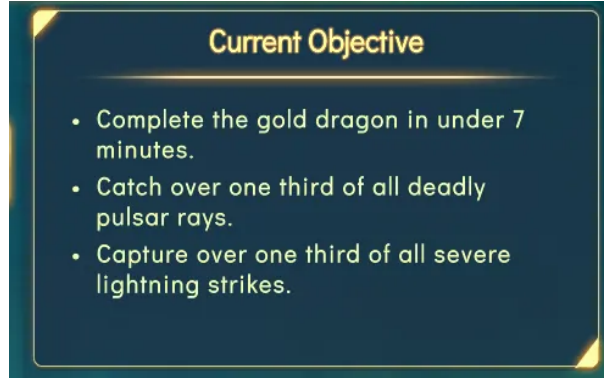 Current Objective
• Complete the gold dragon in under 7
minutes.
• Catch over one third of all deadly
pulsar rays.
• Capture over one third of all severe
lightning strikes.